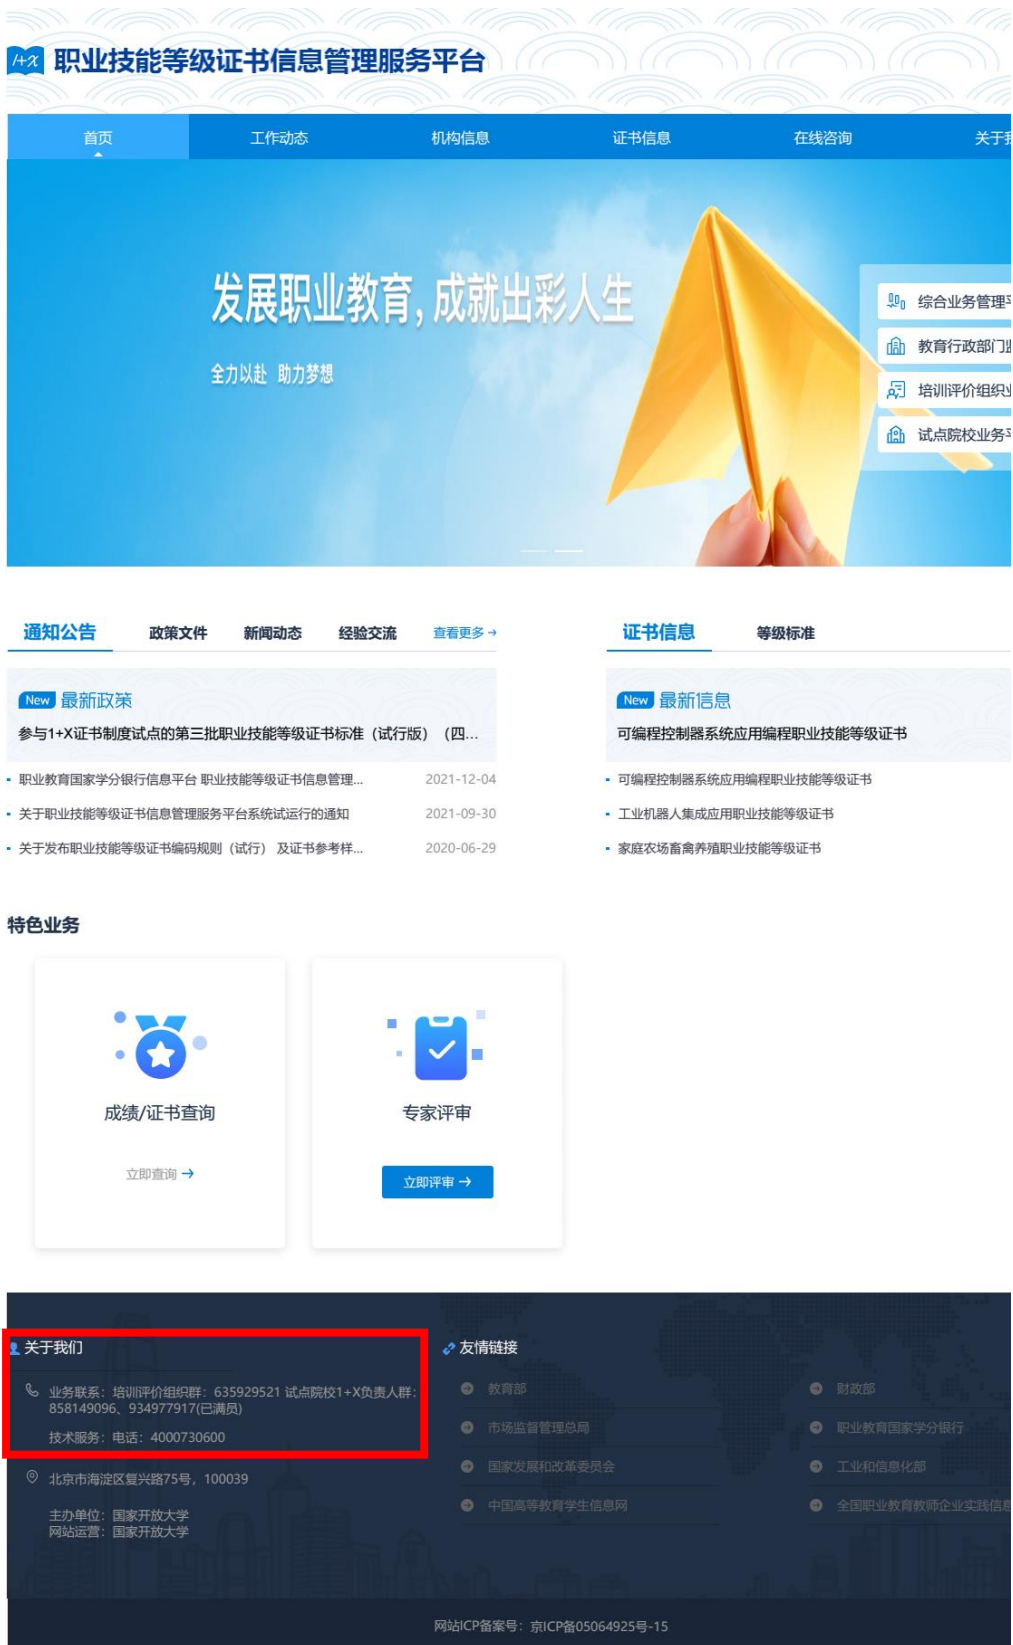 1+X 职业技能等级证书信息管理服务平台
首页 工作动态 机构信息 证书信息 在线咨询 关于我
发展职业教育,成就出彩人生
全力以赴 助力梦想
综合业务管理平
教育行政部门监
培训评价组织业
试点院校业务平
通知公告 政策文件 新闻动态 经验交流 查看更多→
New 最新政策
参与1+X证书制度试点的第三批职业技能等级证书标准（试行版）（四...
职业教育国家学分银行信息平台 职业技能等级证书信息管理... 2021-12-04
关于职业技能等级证书信息管理服务平台系统试运行的通知 2021-09-30
关于发布职业技能等级证书编码规则（试行） 及证书参考样... 2020-06-29
证书信息 等级标准
New 最新信息
可编程控制器系统应用编程职业技能等级证书
可编程控制器系统应用编程职业技能等级证书
工业机器人集成应用职业技能等级证书
家庭农场畜禽养殖职业技能等级证书
特色业务
成绩/证书查询
立即查询→
专家评审
立即评审→
关于我们
业务联系：培训评价组织群：635929521 试点院校1+X负责人群：
858149096、934977917(已满员)
技术服务：电话：4000730600
北京市海淀区复兴路75号，100039
主办单位：国家开放大学
网站运营：国家开放大学
友情链接
教育部 财政部
市场监督管理总局 职业教育国家学分银行
国家发展和改革委员会 工业和信息化部
中国高等教育学生信息网 全国职业教育教师企业实践信息
网站ICP备案号：京ICP备05064925号-15